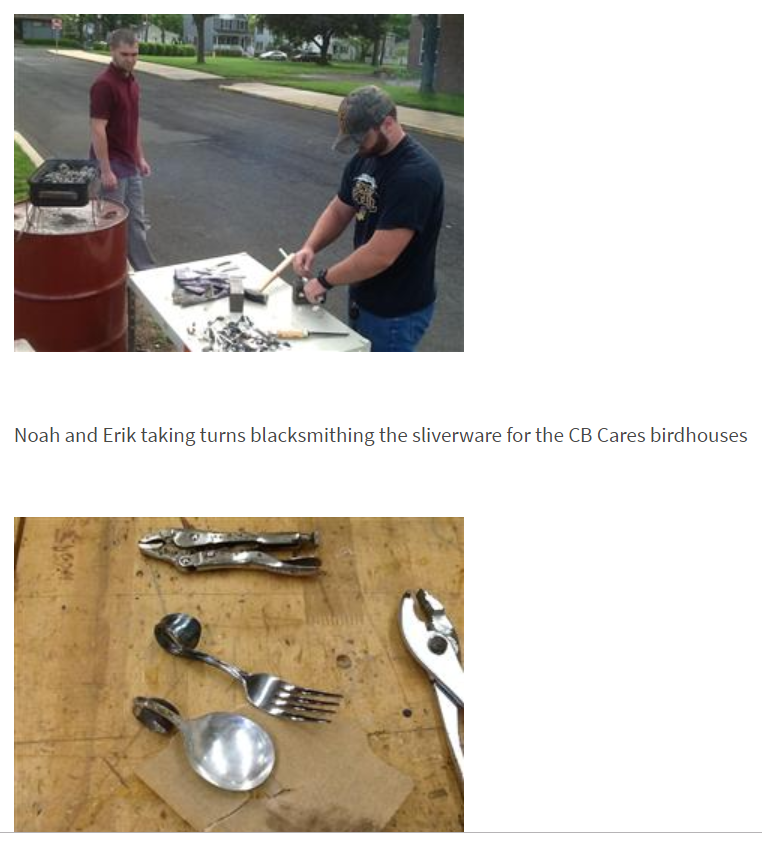 Noah and Erik taking turns blacksmithing the sliverware for the CB Cares birdhouses